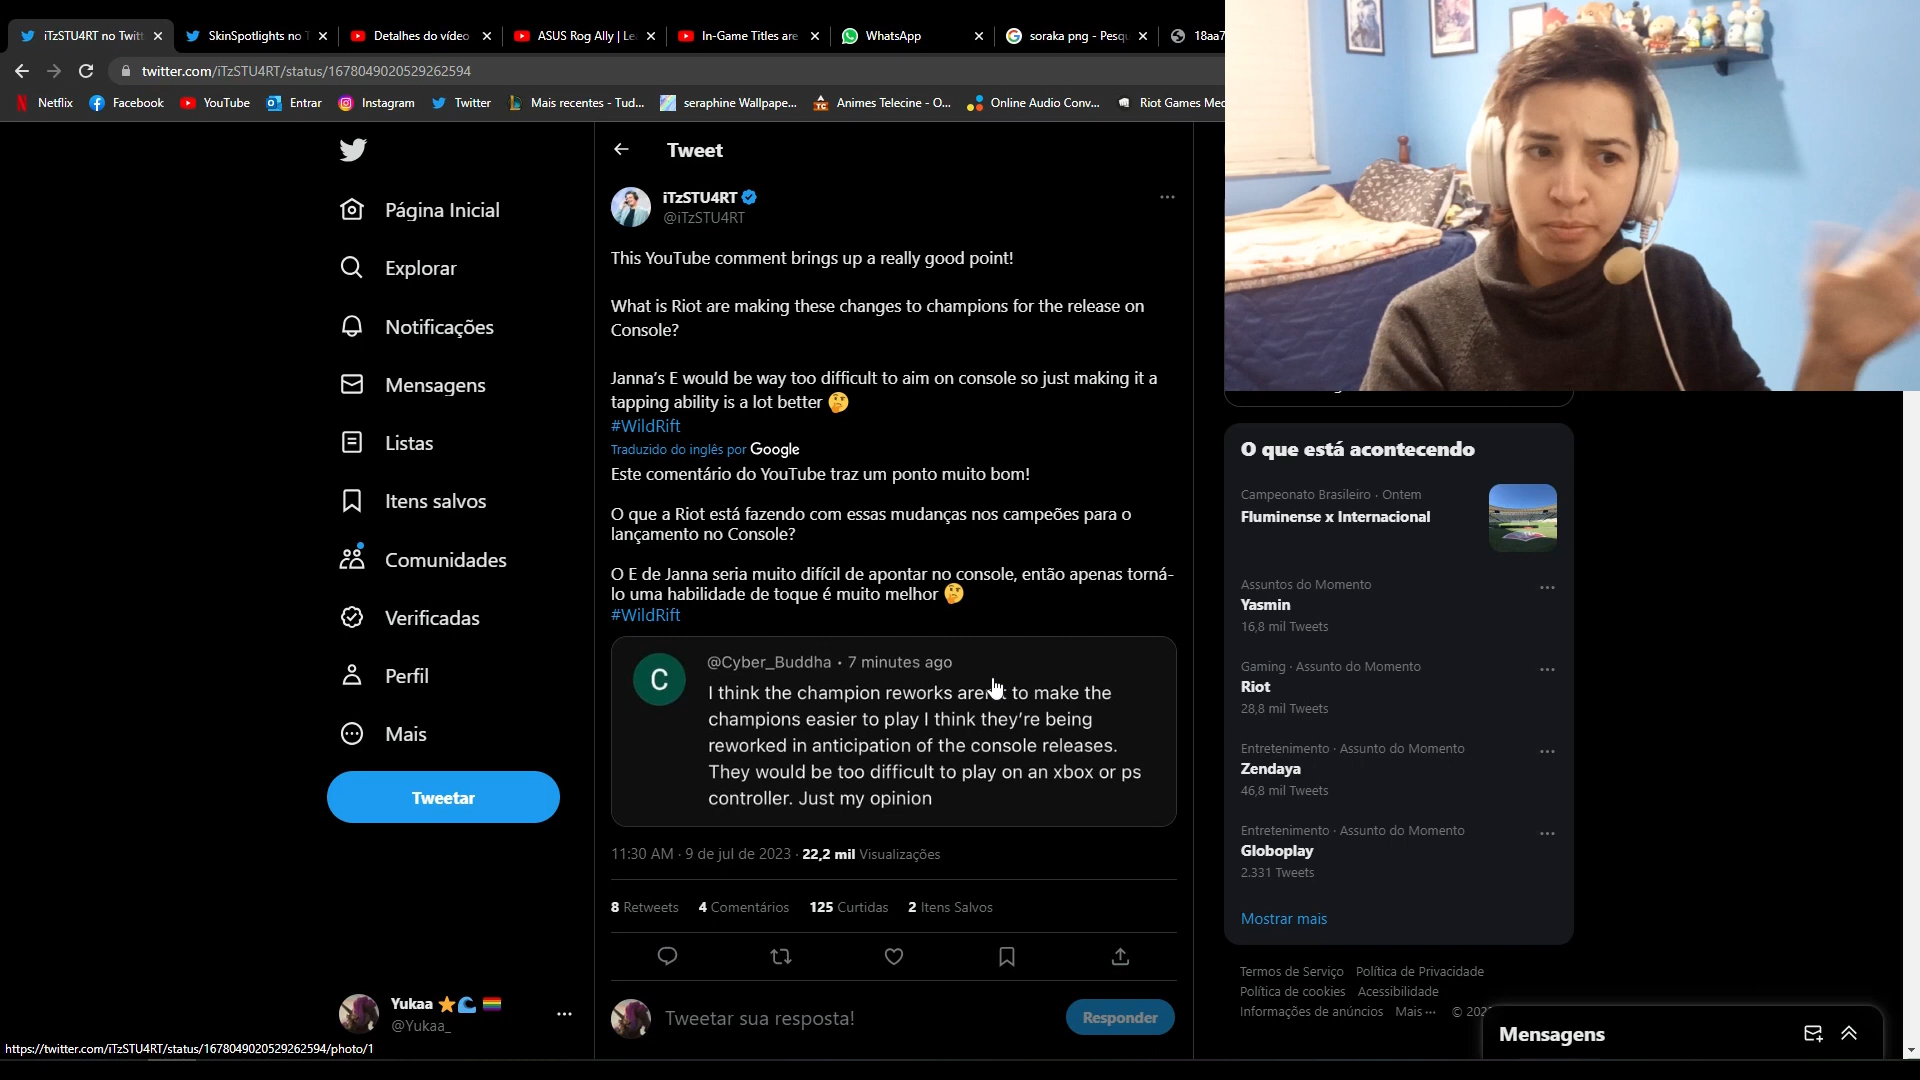 iTzSTU4RT no Twitt
SkinSpotlights no T
Detalhes do vídeo
ASUS Rog Ally | Le
In-Game Titles are
WhatsApp
soraka png - Pesqu
18aa7
twitter.com/iTzSTU4RT/status/1678049020529262594
Netflix
Facebook
YouTube
Entrar
Instagram
Twitter
Mais recentes - Tud...
seraphine Wallpape...
Animes Telecine - O...
Online Audio Conv...
Riot Games Med
Página Inicial
Explorar
Notificações
Mensagens
Listas
Itens salvos
Comunidades
Verificadas
Perfil
Mais
Tweetar
Yukaa ⭐🌊🏳️‍🌈
@Yukaa_
https://twitter.com/iTzSTU4RT/status/1678049020529262594/photo/1
Tweet
iTzSTU4RT
@iTzSTU4RT
This YouTube comment brings up a really good point!
What is Riot are making these changes to champions for the release on
Console?
Janna's E would be way too difficult to aim on console so just making it a
tapping ability is a lot better 🤔
#WildRift
Traduzido do inglês por Google
Este comentário do YouTube traz um ponto muito bom!
O que a Riot está fazendo com essas mudanças nos campeões para o
lançamento no Console?
O E de Janna seria muito difícil de apontar no console, então apenas torná-
lo uma habilidade de toque é muito melhor 🤔
#WildRift
C
@Cyber_Buddha • 7 minutes ago
I think the champion reworks aren't to make the
champions easier to play I think they're being
reworked in anticipation of the console releases.
They would be too difficult to play on an xbox or ps
controller. Just my opinion
11:30 AM · 9 de jul de 2023 · 22,2 mil Visualizações
8 Retweets 4 Comentários 125 Curtidas 2 Itens Salvos
Tweetar sua resposta!
Responder
O que está acontecendo
Campeonato Brasileiro · Ontem
Fluminense x Internacional
Assuntos do Momento
Yasmin
16,8 mil Tweets
Gaming · Assunto do Momento
Riot
28,8 mil Tweets
Entretenimento · Assunto do Momento
Zendaya
46,8 mil Tweets
Entretenimento · Assunto do Momento
Globoplay
2.331 Tweets
Mostrar mais
Termos de Serviço Política de Privacidade
Política de cookies Acessibilidade
Informações de anúncios Mais ··· ©
Mensagens